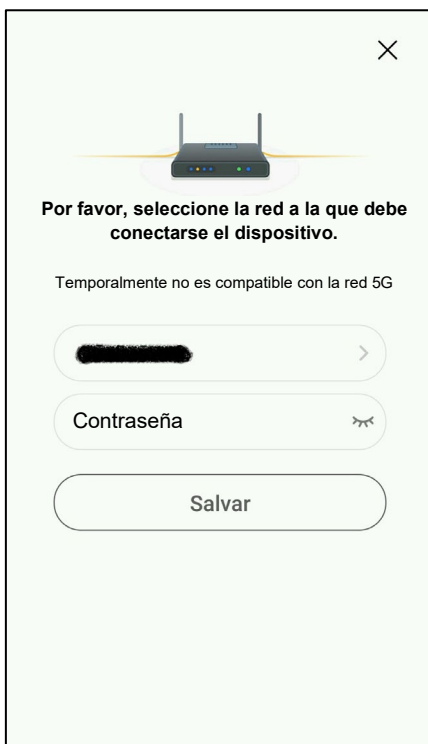 Por favor, seleccione la red a la que debe
conectarse el dispositivo.
Temporalmente no es compatible con la red 5G
Contraseña
Salvar